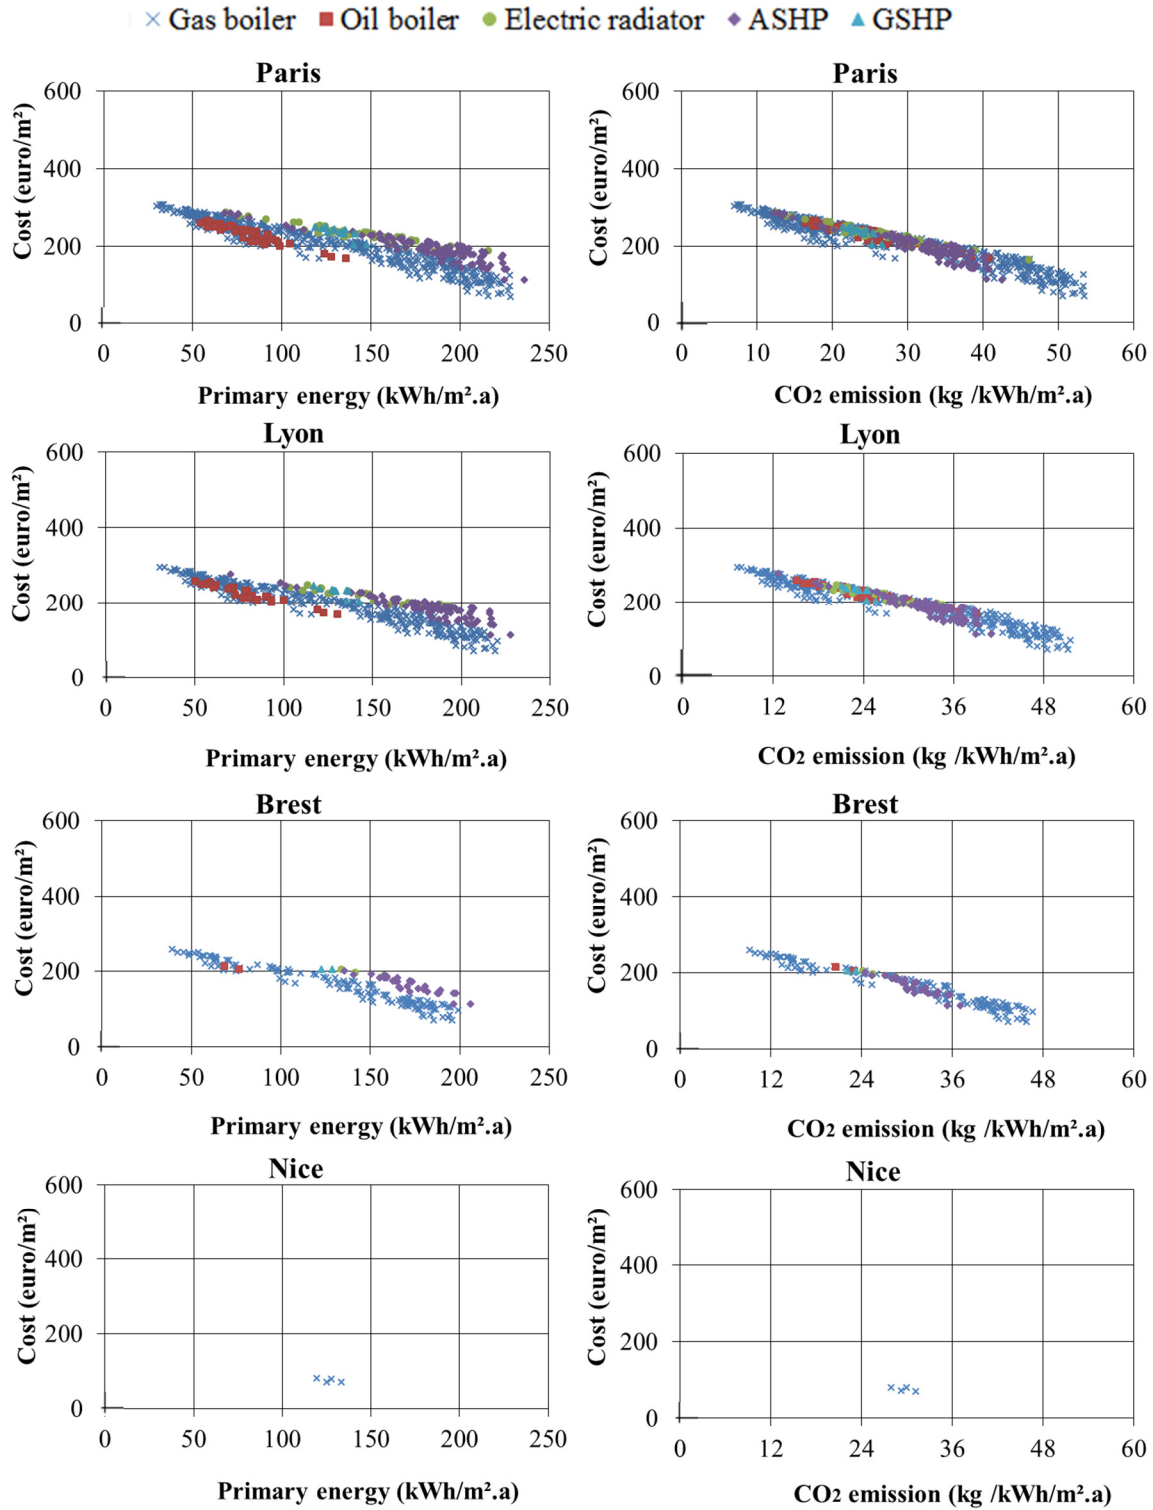 Gas boiler Oil boiler Electric radiator ASHP GSHP
Paris
Cost (euro/m²)
600
400
200
0
0 50 100 150 200 250
Primary energy (kWh/m².a)
Paris
Cost (euro/m²)
600
400
200
0
0 10 20 30 40 50 60
CO2 emission (kg /kWh/m².a)
Lyon
Cost (euro/m²)
600
400
200
0
0 50 100 150 200 250
Primary energy (kWh/m².a)
Lyon
Cost (euro/m²)
600
400
200
0
0 12 24 36 48 60
CO2 emission (kg /kWh/m².a)
Brest
Cost (euro/m²)
600
400
200
0
0 50 100 150 200 250
Primary energy (kWh/m².a)
Brest
Cost (euro/m²)
600
400
200
0
0 12 24 36 48 60
CO2 emission (kg /kWh/m².a)
Nice
Cost (euro/m²)
600
400
200
0
0 50 100 150 200 250
Primary energy (kWh/m².a)
Nice
Cost (euro/m²)
600
400
200
0
0 12 24 36 48 60
CO2 emission (kg /kWh/m².a)